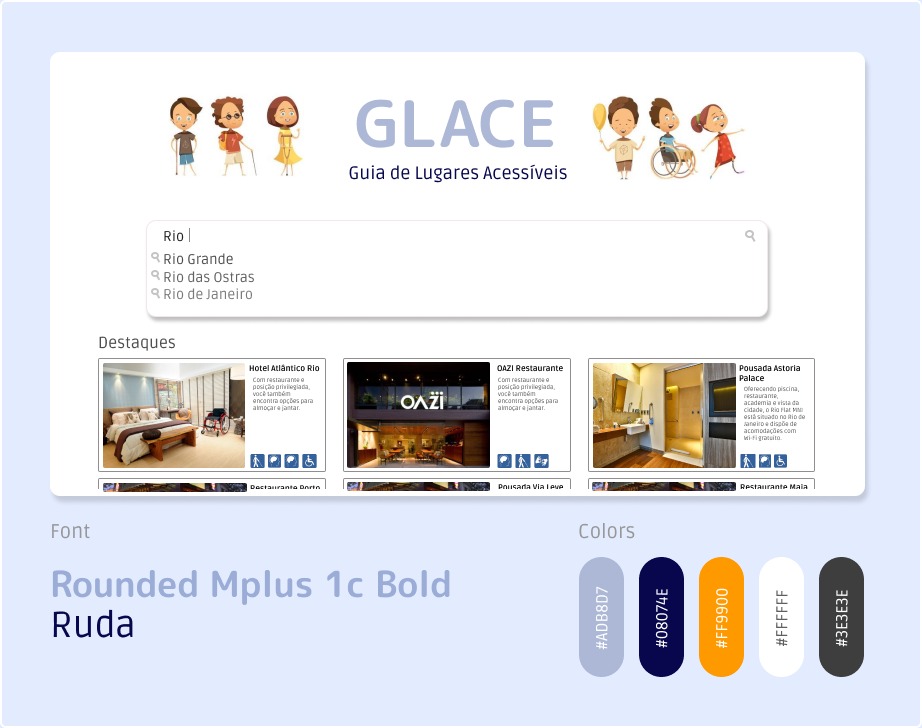 GLACE
Guia de Lugares Acessíveis
Rio
Rio Grande
Rio das Ostras
Rio de Janeiro
Destaques
Hotel Atlântico Rio
Com restaurante e
posição privilegiada,
você também
encontra opções para
almoçar e jantar.
OAZI
OAZI Restaurante
Com restaurante e
posição privilegiada,
você também
encontra opções para
almoçar e jantar.
Pousada Astoria
Palace
Oferecendo piscina,
restaurante,
academia e vista da
cidade, o Rio Flat MNI
está situado no Rio de
Janeiro e dispõe de
acomodações com
Wi-Fi gratuito.
Restaurante Porto
Pousada Via Leve
Restaurante Maia
Font
Rounded Mplus 1c Bold
Ruda
Colors
#ADB8D7
#08074E
#FF9900
#FFFFFF
#3E3E3E